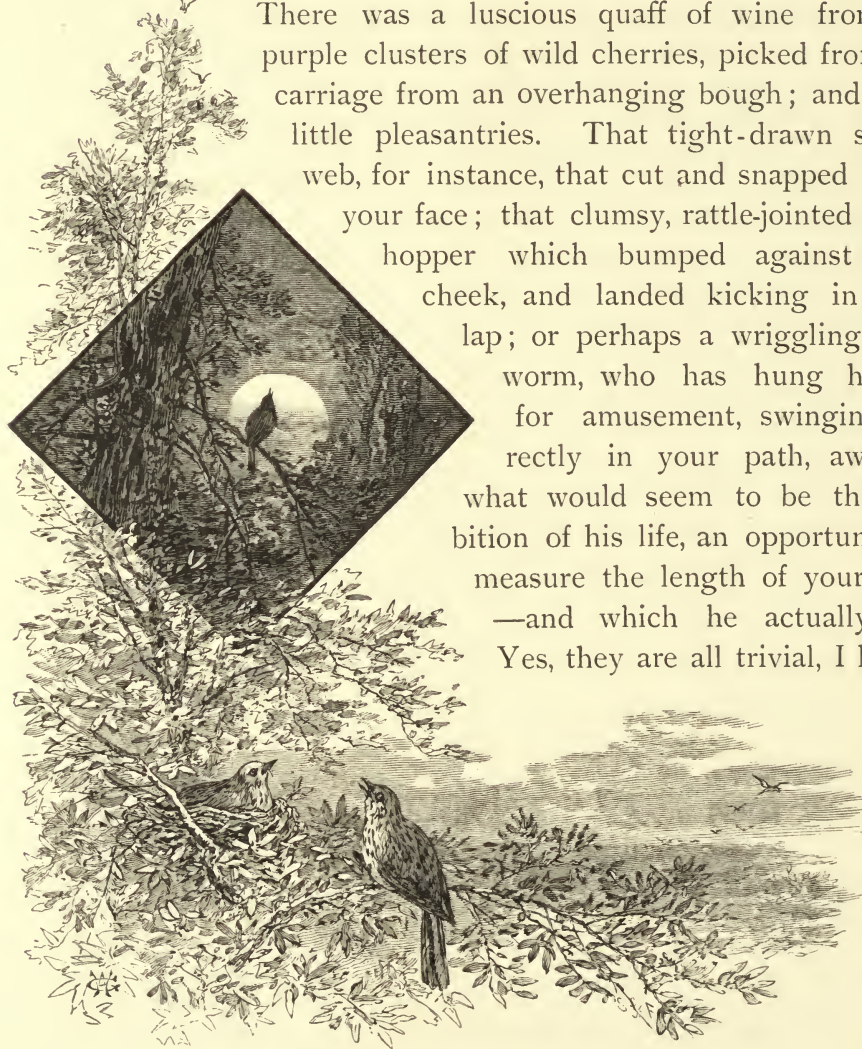 There was a luscious quaff of wine from
purple clusters of wild cherries, picked from
carriage from an overhanging bough; and
little pleasantries. That tight-drawn s
web, for instance, that cut and snapped
your face; that clumsy, rattle-jointed
hopper which bumped against
cheek, and landed kicking in
lap; or perhaps a wriggling
worm, who has hung h
for amusement, swingin
rectly in your path, aw
what would seem to be th
bition of his life, an opportun
measure the length of your
—and which he actually
Yes, they are all trivial, I